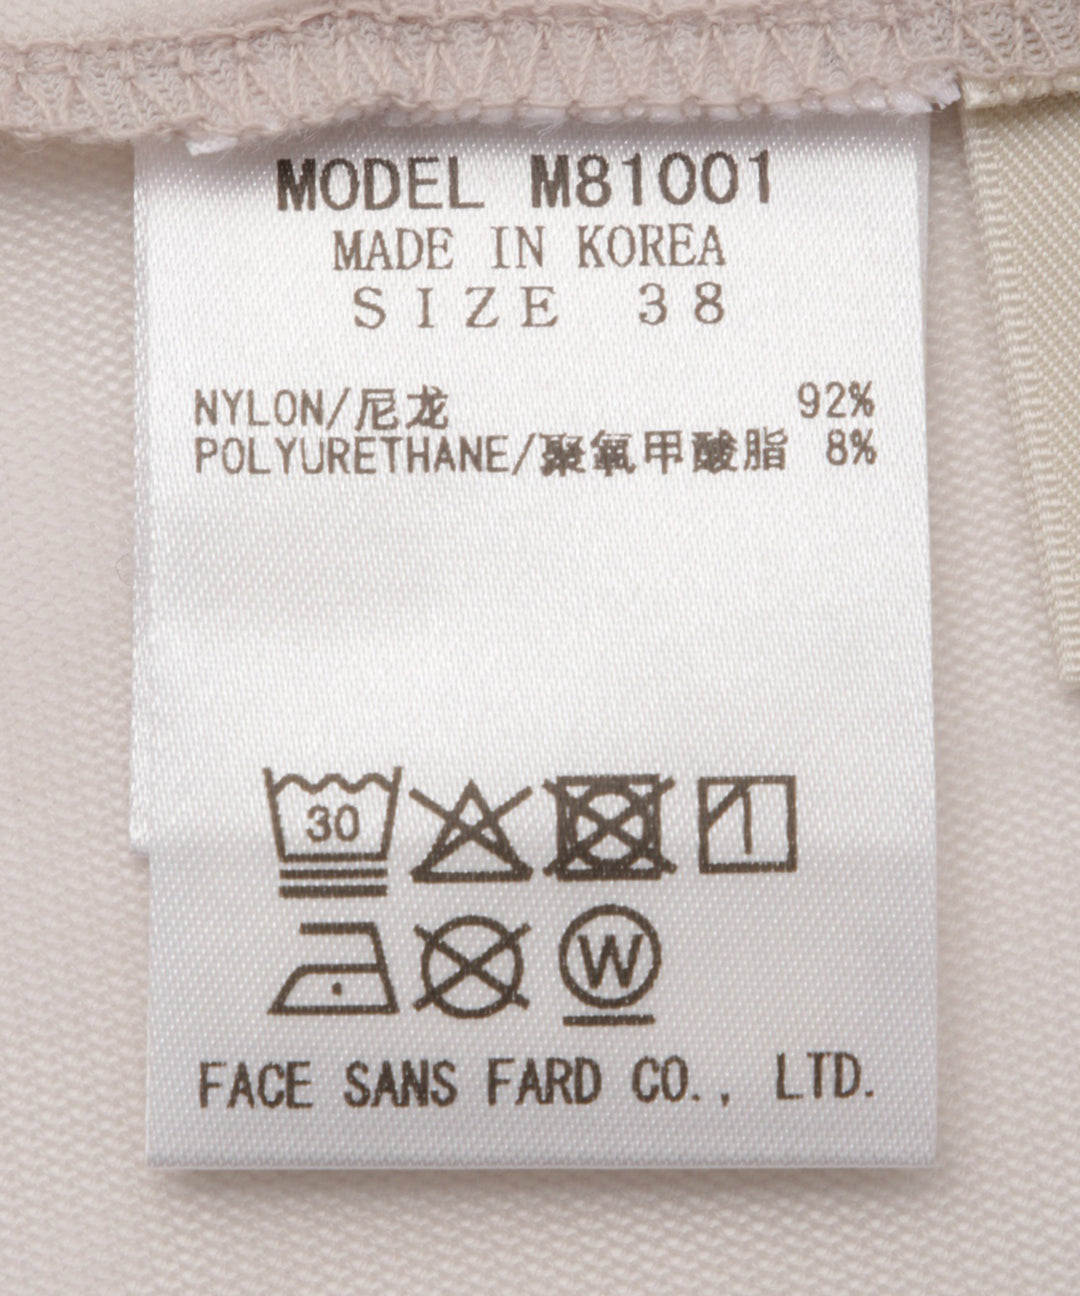 MODEL M81001
MADE IN KOREA
SIZE 38
NYLON/尼龙 92%
POLYURETHANE/聚氧甲酸脂 8%
30
W
FACE SANS FARD CO., LTD.